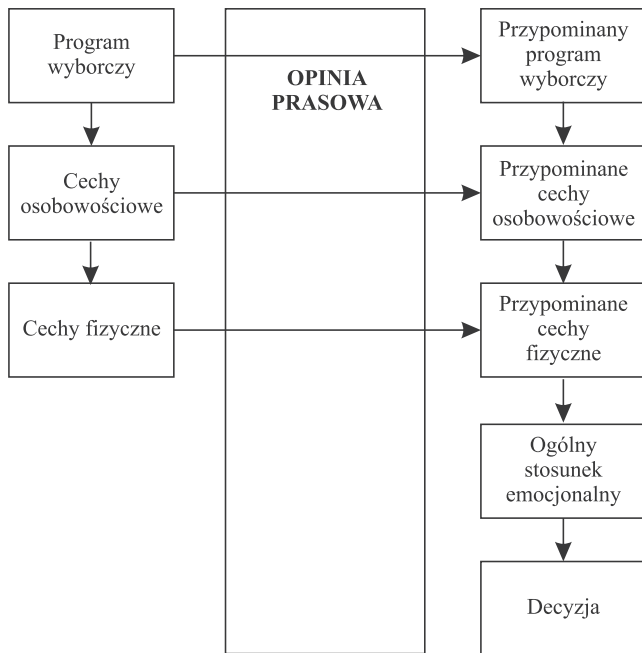 Program
wyborczy
OPINIA
PRASOWA
Przypominany
program
wyborczy
Cechy
osobowościowe
Przypominane
cechy
osobowościowe
Cechy fizyczne
Przypominane
cechy
fizyczne
Ogólny
stosunek
emocjonalny
Decyzja